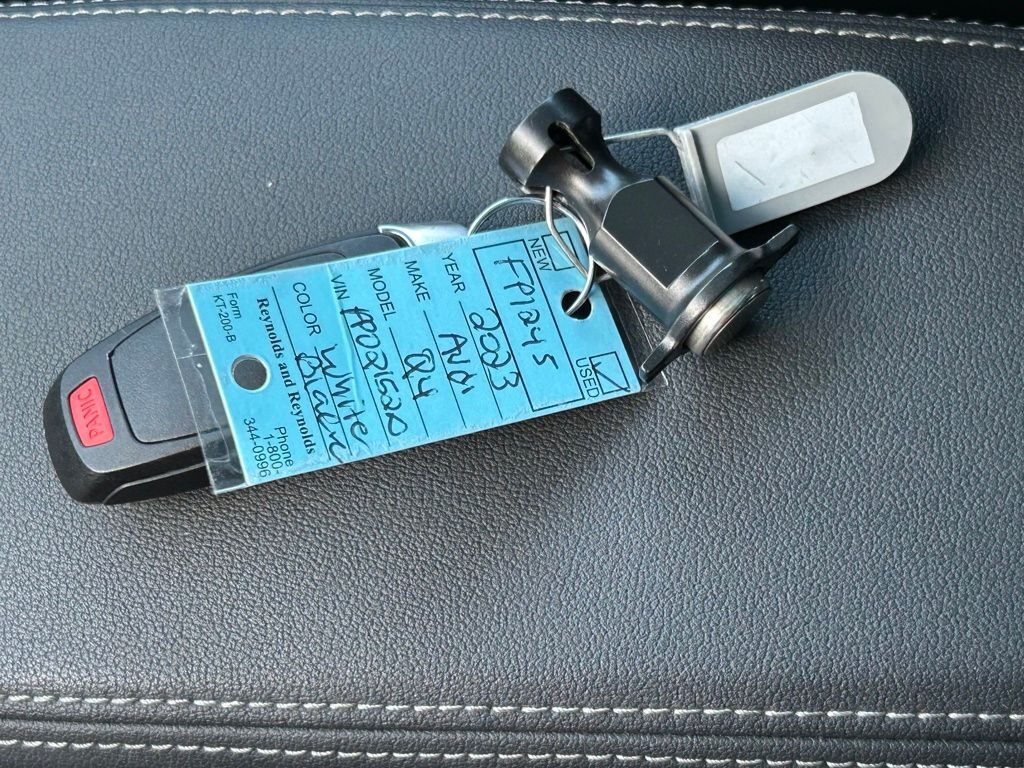 NEW USED
FP1245
YEAR 2023
MAKE AUDI
MODEL Q4
VIN
COLOR White
Black
Reynolds and Reynolds
Form
KT-200-B
Phone
1-800-
344-0996
PANIC